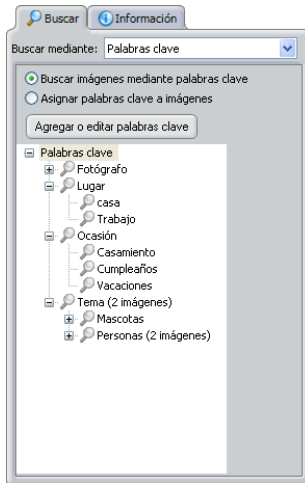 Buscar Información
Buscar mediante: Palabras clave
Buscar imágenes mediante palabras clave
Asignar palabras clave a imágenes
Agregar o editar palabras clave
Palabras clave
Fotógrafo
Lugar
casa
Trabajo
Ocasión
Casamiento
Cumpleaños
Vacaciones
Tema (2 imágenes)
Mascotas
Personas (2 imágenes)